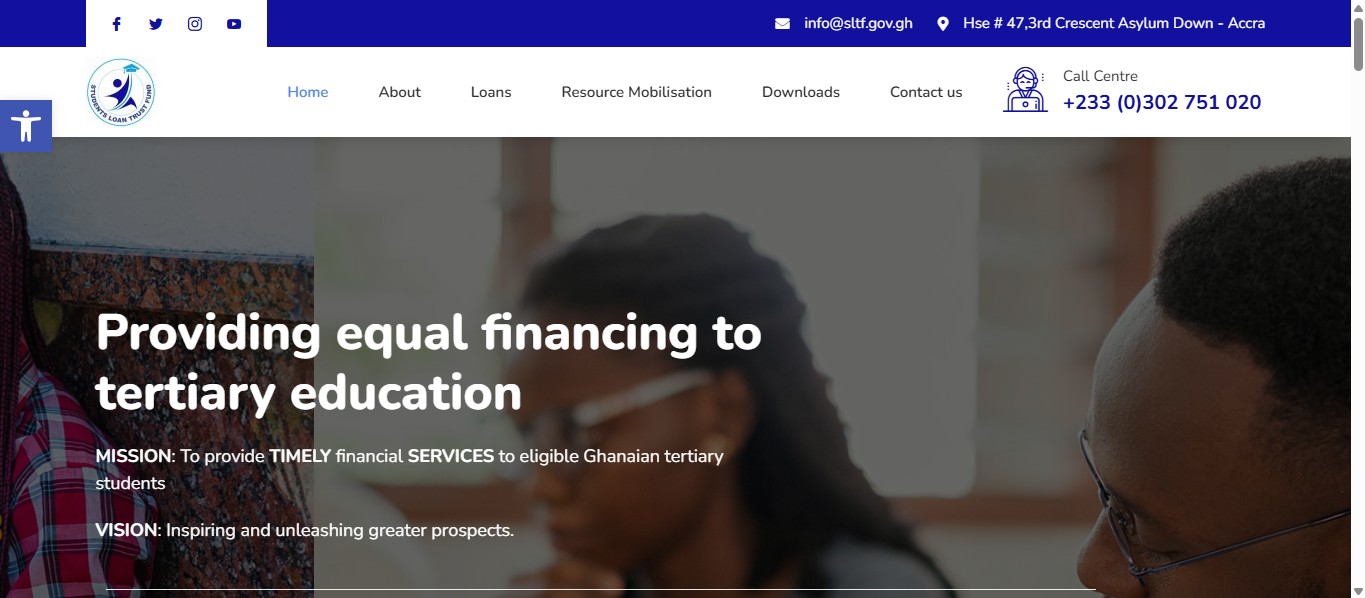 info@sltf.gov.gh
Hse # 47,3rd Crescent Asylum Down - Accra
STUDENTS LOAN TRUST FUND
Home
About
Loans
Resource Mobilisation
Downloads
Contact us
Call Centre
+233 (0)302 751 020
Providing equal financing to
tertiary education
MISSION: To provide TIMELY financial SERVICES to eligible Ghanaian tertiary
students
VISION: Inspiring and unleashing greater prospects.